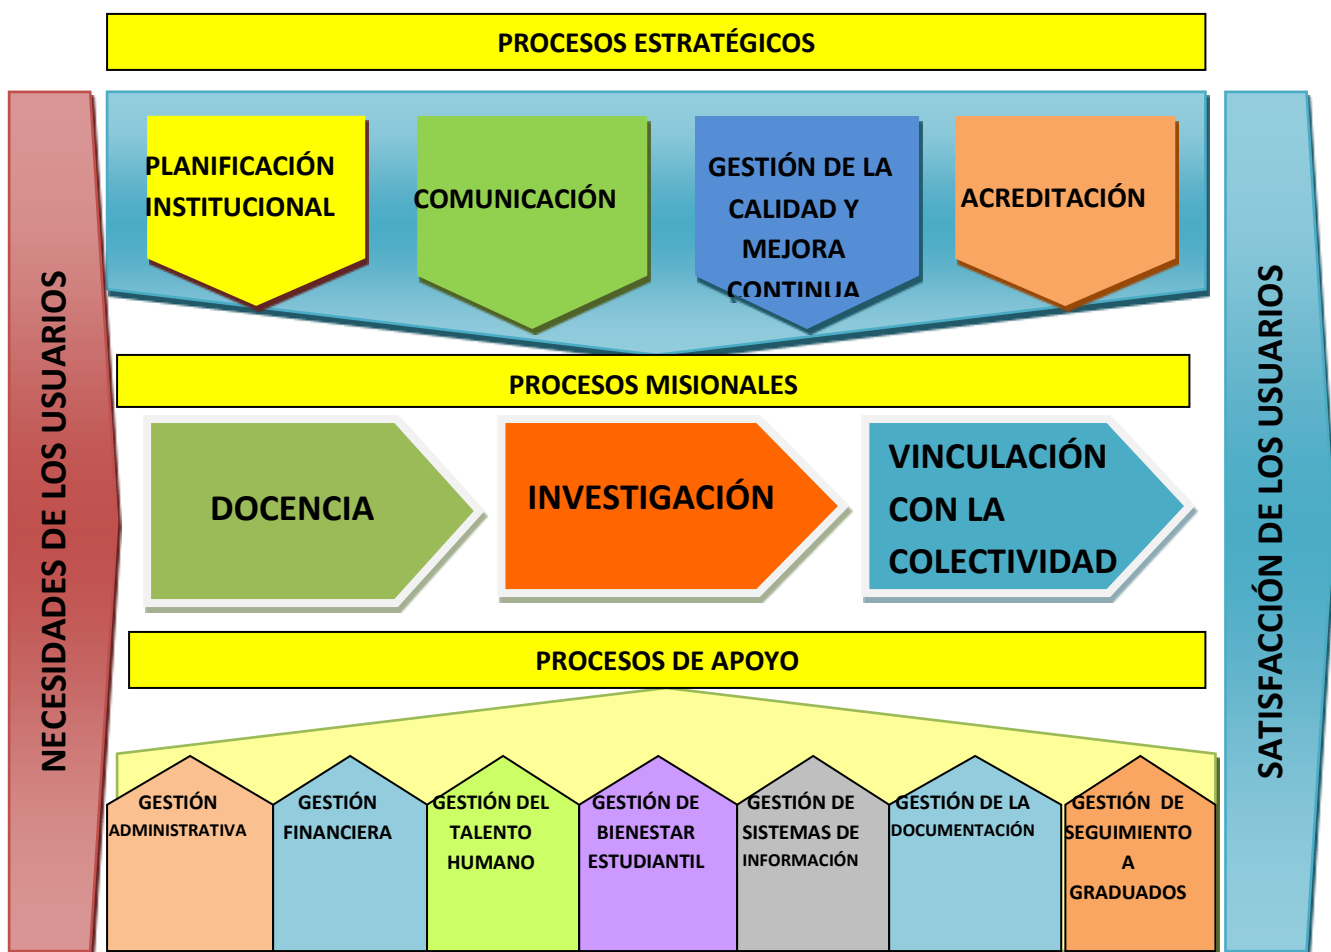 PROCESOS ESTRATÉGICOS
NECESIDADES DE LOS USUARIOS
PLANIFICACIÓN
INSTITUCIONAL
COMUNICACIÓN
GESTIÓN DE LA
CALIDAD Y
MEJORA
CONTINUA
ACREDITACIÓN
SATISFACCIÓN DE LOS USUARIOS
PROCESOS MISIONALES
DOCENCIA
INVESTIGACIÓN
VINCULACIÓN
CON LA
COLECTIVIDAD
PROCESOS DE APOYO
GESTIÓN
ADMINISTRATIVA
GESTIÓN
FINANCIERA
GESTIÓN DEL
TALENTO
HUMANO
GESTIÓN DE
BIENESTAR
ESTUDIANTIL
GESTIÓN DE
SISTEMAS DE
INFORMACIÓN
GESTIÓN DE LA
DOCUMENTACIÓN
GESTIÓN DE
SEGUIMIENTO
A
GRADUADOS